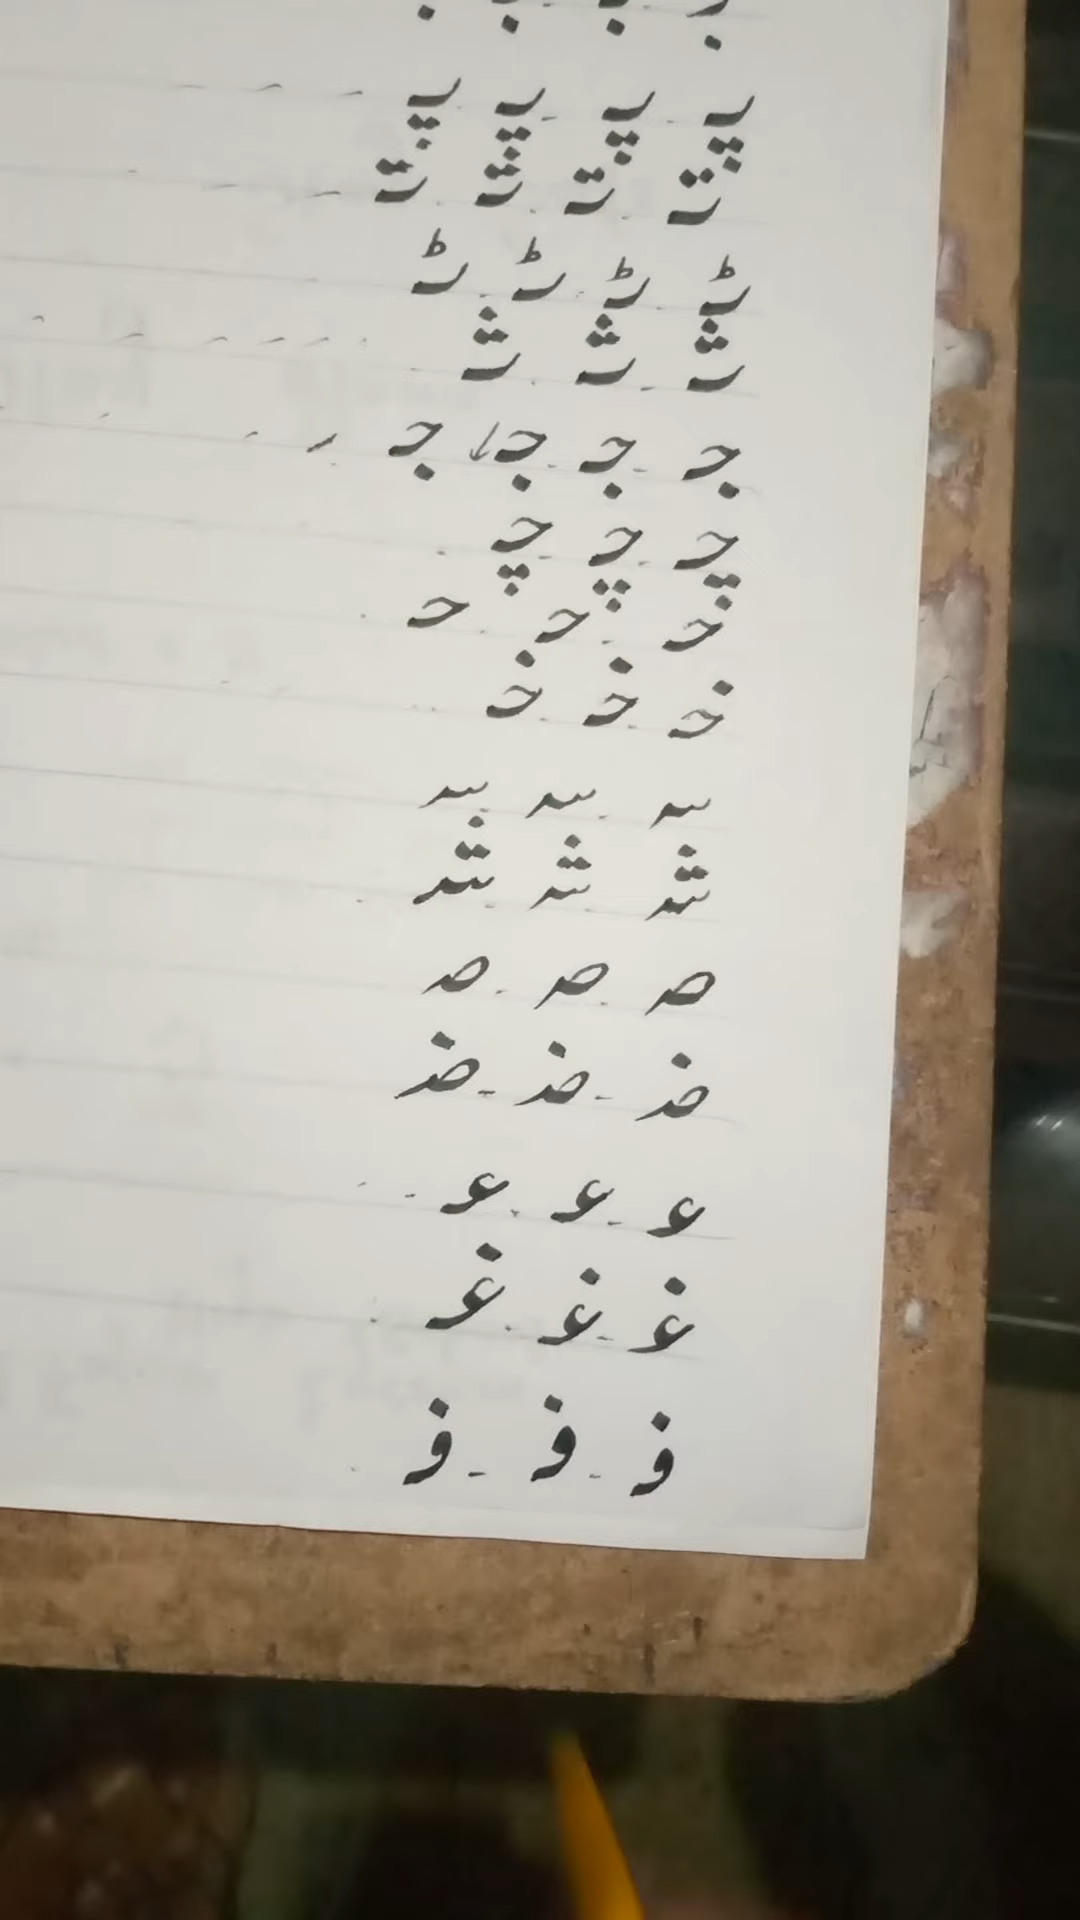 بـ بـ بـ بـ
پـ پـ پـ پـ
تـ تـ تـ تـ
ٹـ ٹـ ٹـ ٹـ
ثـ ثـ ثـ
جـ جـ جـ جـ
چـ چـ چـ
حـ حـ حـ
خـ خـ خـ
سـ سـ سـ
شـ شـ شـ
صـ صـ صـ
ضـ ضـ ضـ
عـ عـ عـ
غـ غـ غـ
فـ فـ فـ